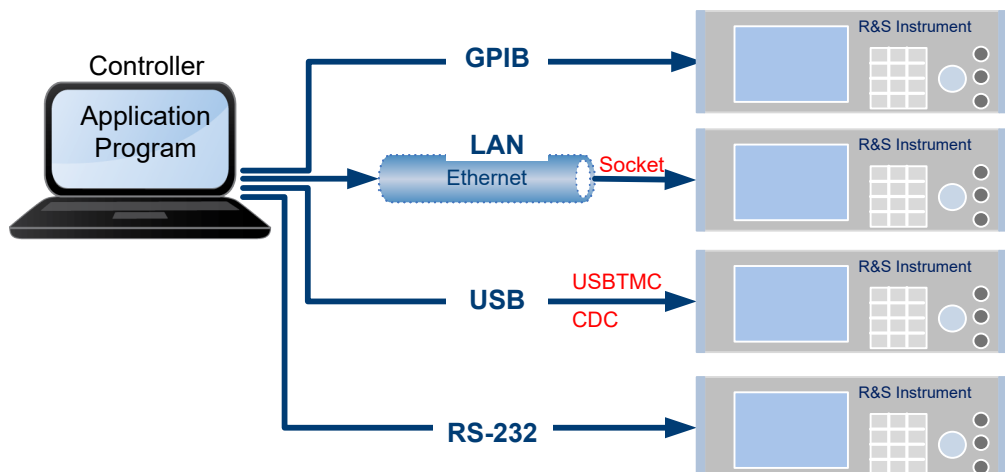 Controller
Application
Program
GPIB
R&S Instrument
LAN
Ethernet
Socket
R&S Instrument
USB
USBTMC
CDC
R&S Instrument
RS-232
R&S Instrument